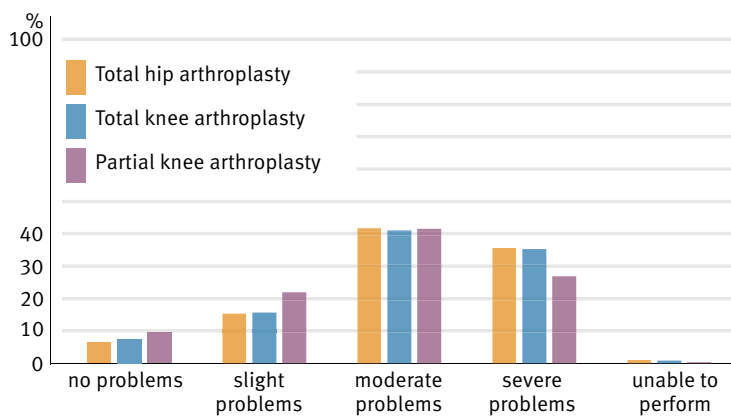 %
100
Total hip arthroplasty
Total knee arthroplasty
Partial knee arthroplasty
40
30
20
10
0
no problems
slight
problems
moderate
problems
severe
problems
unable to
perform